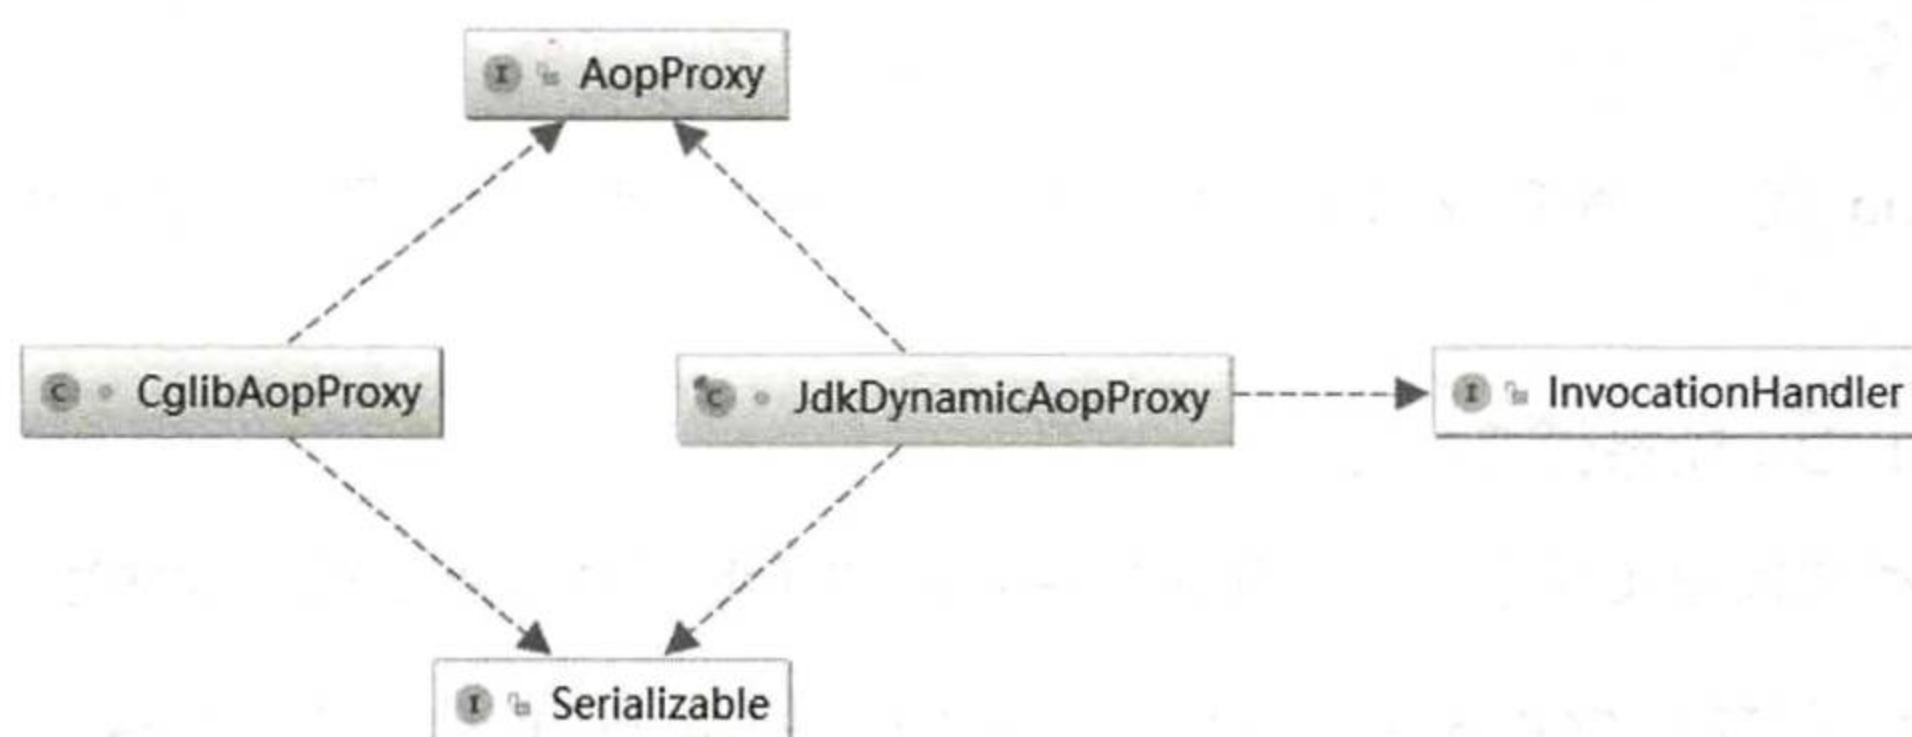 I AopProxy
C CglibAopProxy
C JdkDynamicAopProxy
I InvocationHandler
I Serializable